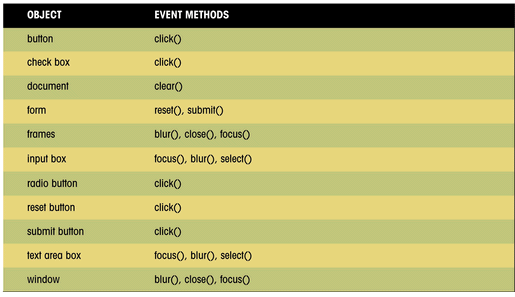 OBJECT EVENT METHODS
button click()
check box click()
document clear()
form reset(), submit()
frames blur(), close(), focus()
input box focus(), blur(), select()
radio button click()
reset button click()
submit button click()
text area box focus(), blur(), select()
window blur(), close(), focus()